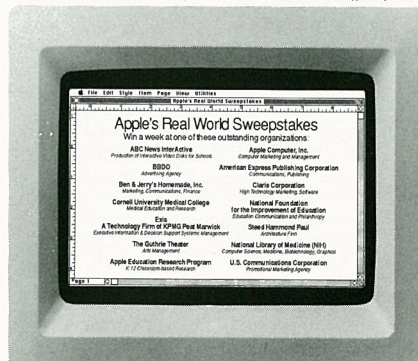 File Edit Style Item Page View Utilities
Apple's Real World Sweepstakes
Apple's Real World Sweepstakes
Win a week at one of these outstanding organizations:
ABC News InterActive
Production of Interactive Video Disks for Schools
BBDO
Advertising Agency
Ben & Jerry's Homemade, Inc.
Marketing, Communications, Finance
Cornell University Medical College
Medical Education and Research
Exis
A Technology Firm of KPMG Peat Marwick
Executive Information & Decision Support Systems Management
The Guthrie Theater
Arts Management
Apple Education Research Program
K-12 Classroom-based Research
Apple Computer, Inc.
Computer Marketing and Management
American Express Publishing Corporation
Communications, Publishing
Claris Corporation
High Technology Marketing, Software
National Foundation
for the Improvement of Education
Education Communication and Philanthropy
Steed Hammond Paul
Architecture Firm
National Library of Medicine (NIH)
Computer Science, Medicine, Biotechnology, Graphics
U.S. Communications Corporation
Promotional Marketing Agency
Page 1